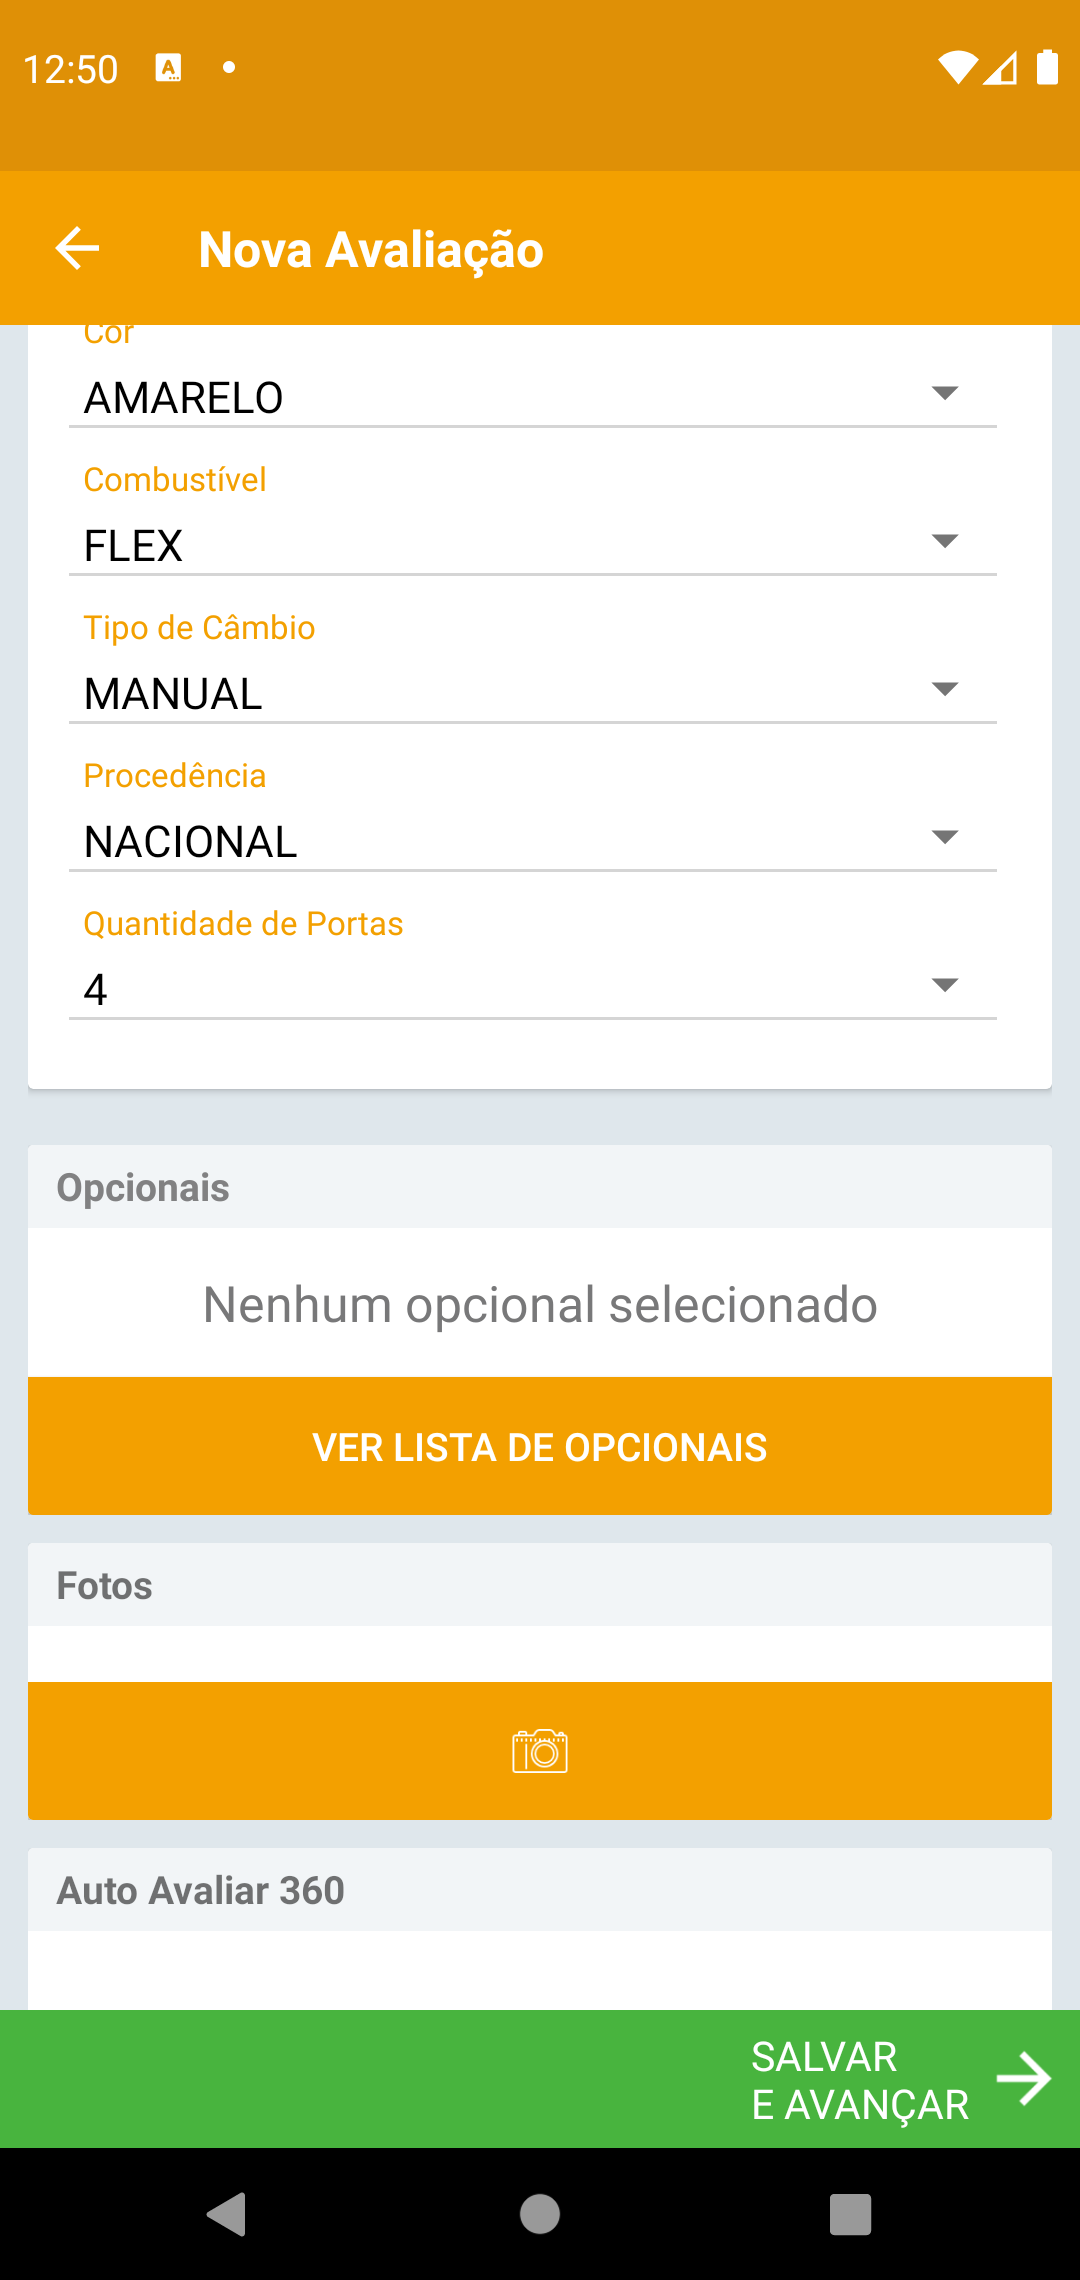 12:50
Nova Avaliação
Cor
AMARELO
Combustível
FLEX
Tipo de Câmbio
MANUAL
Procedência
NACIONAL
Quantidade de Portas
4
Opcionais
Nenhum opcional selecionado
VER LISTA DE OPCIONAIS
Fotos
Auto Avaliar 360
SALVAR
E AVANÇAR